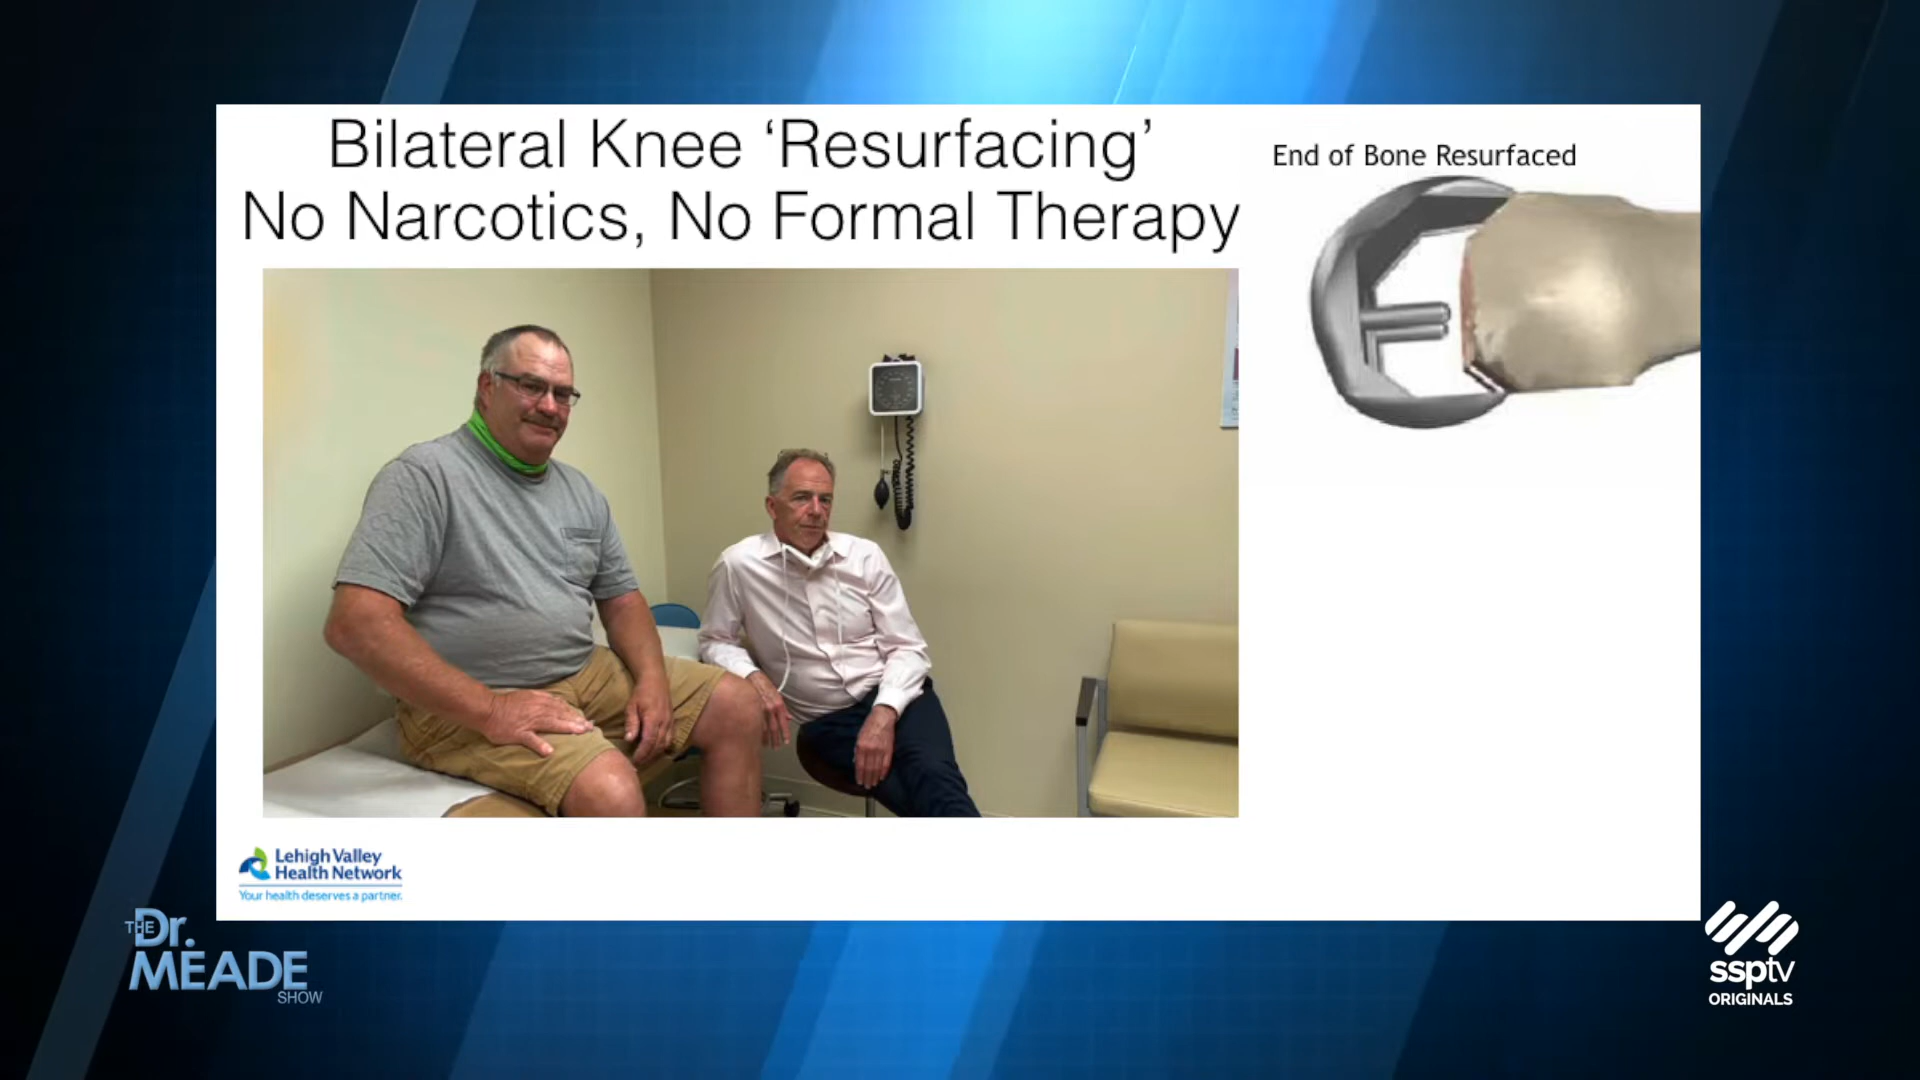 Bilateral Knee ‘Resurfacing’
No Narcotics, No Formal Therapy
End of Bone Resurfaced
Lehigh Valley
Health Network
Your health deserves a partner.
THE Dr.
MEADE
SHOW
ssptv
ORIGINALS